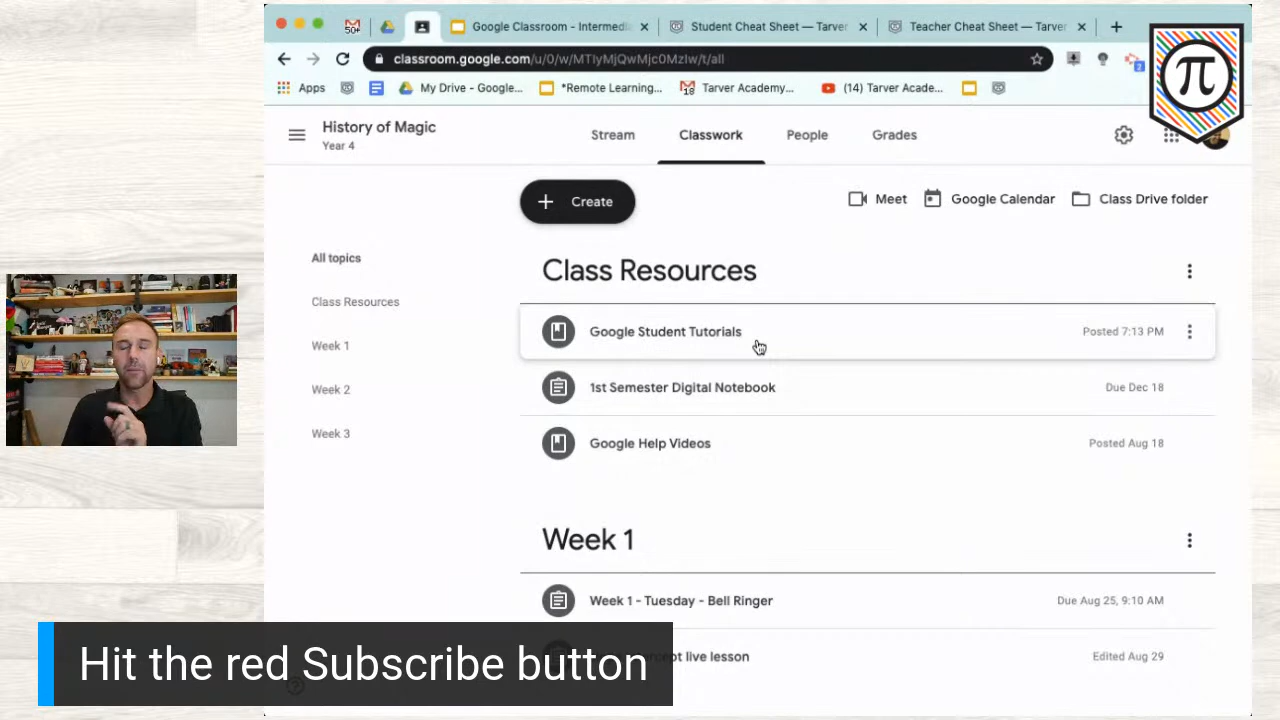 50+
Google Classroom - Intermedi
Student Cheat Sheet — Tarver
Teacher Cheat Sheet — Tarver
classroom.google.com/u/0/w/MTIyMjQwMjc0MzIw/t/all
2
Apps
My Drive - Google...
*Remote Learning...
18
Tarver Academy...
(14) Tarver Acade...
π
History of Magic
Year 4
Stream
Classwork
People
Grades
Create
Meet
Google Calendar
Class Drive folder
All topics
Class Resources
Week 1
Week 2
Week 3
Class Resources
Google Student Tutorials
Posted 7:13 PM
1st Semester Digital Notebook
Due Dec 18
Google Help Videos
Posted Aug 18
Week 1
Week 1 - Tuesday - Bell Ringer
Due Aug 25, 9:10 AM
live lesson
Edited Aug 29
Hit the red Subscribe button